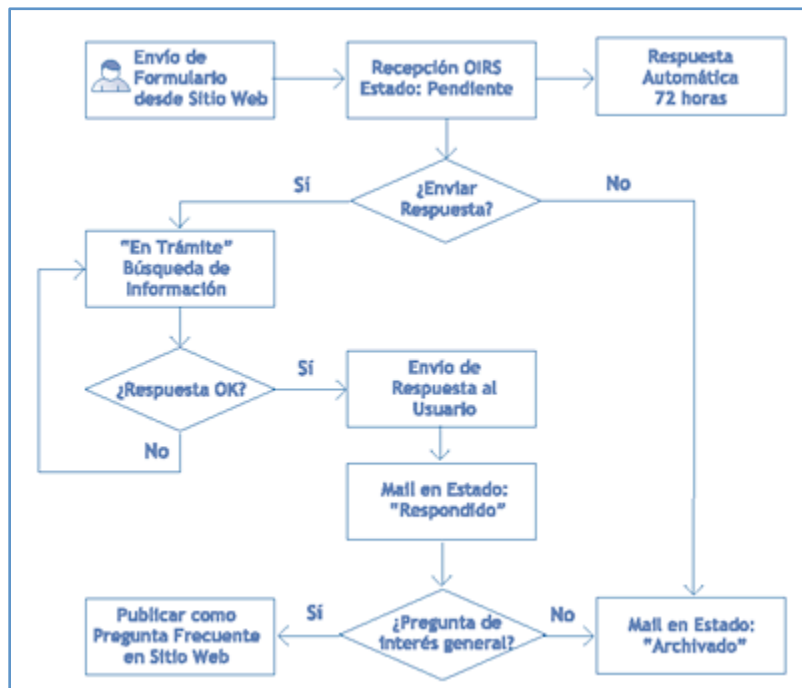 Envío de
Formulario
desde Sitio Web
Recepción OIRS
Estado: Pendiente
Respuesta
Automática
72 horas
Sí
¿Enviar
Respuesta?
No
"En Trámite"
Búsqueda de
Información
¿Respuesta OK?
Sí
No
Envío de
Respuesta al
Usuario
Mail en Estado:
"Respondido"
Publicar como
Pregunta Frecuente
en Sitio Web
Sí
¿Pregunta de
interés general?
No
Mail en Estado:
"Archivado"